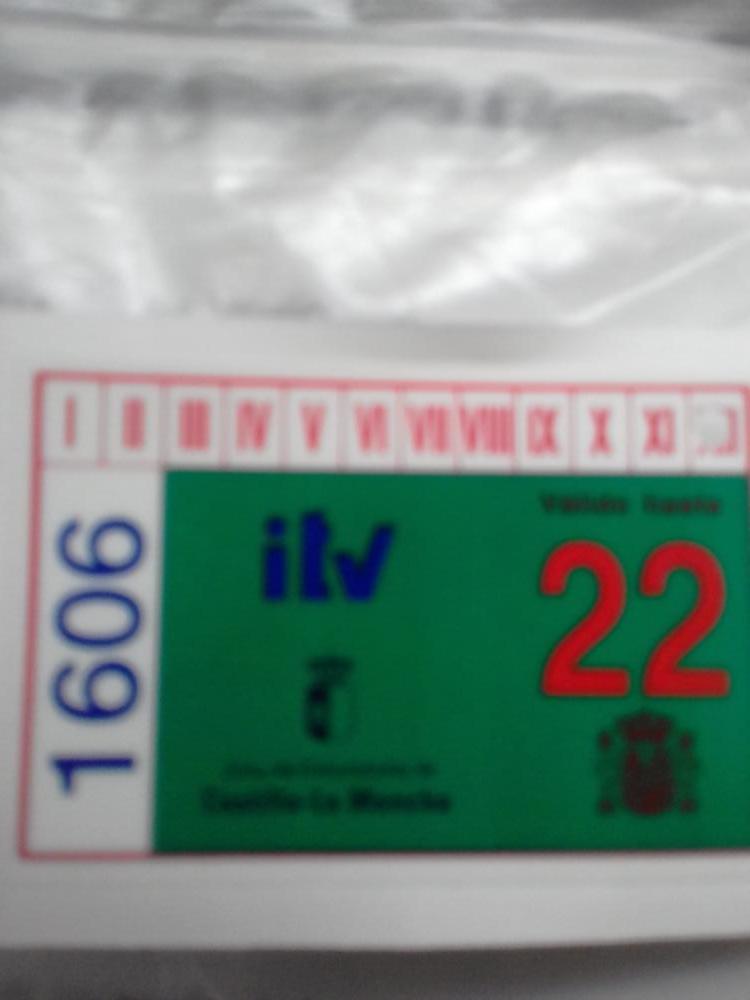 I II III IV V VI VII VIII IX X XI
1606
itv
Válido hasta
22
Castilla-La Mancha